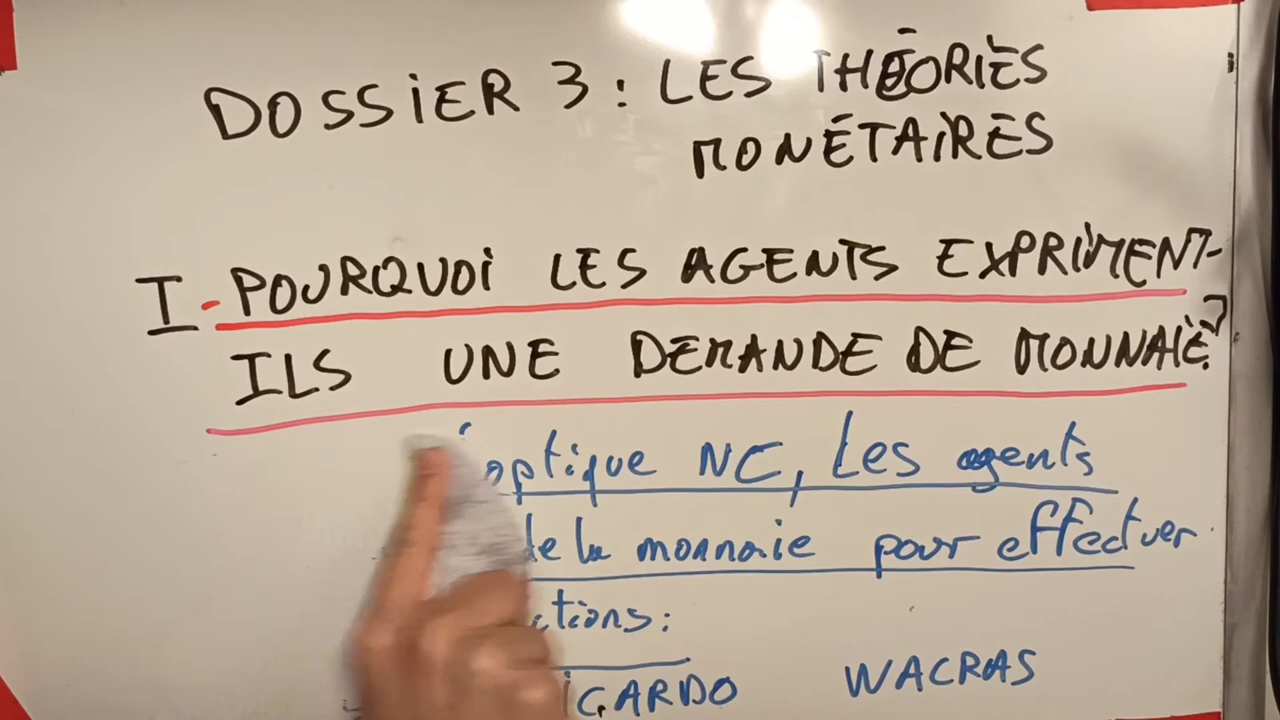 DOSSIER 3 : LES THÉORIES
MONÉTAIRES
I - POURQUOI LES AGENTS EXPRIMENT-
ILS UNE DEMANDE DE MONNAIE ?
optique NC, Les agents
de la monnaie pour effectuer
ctions :
WACRAS